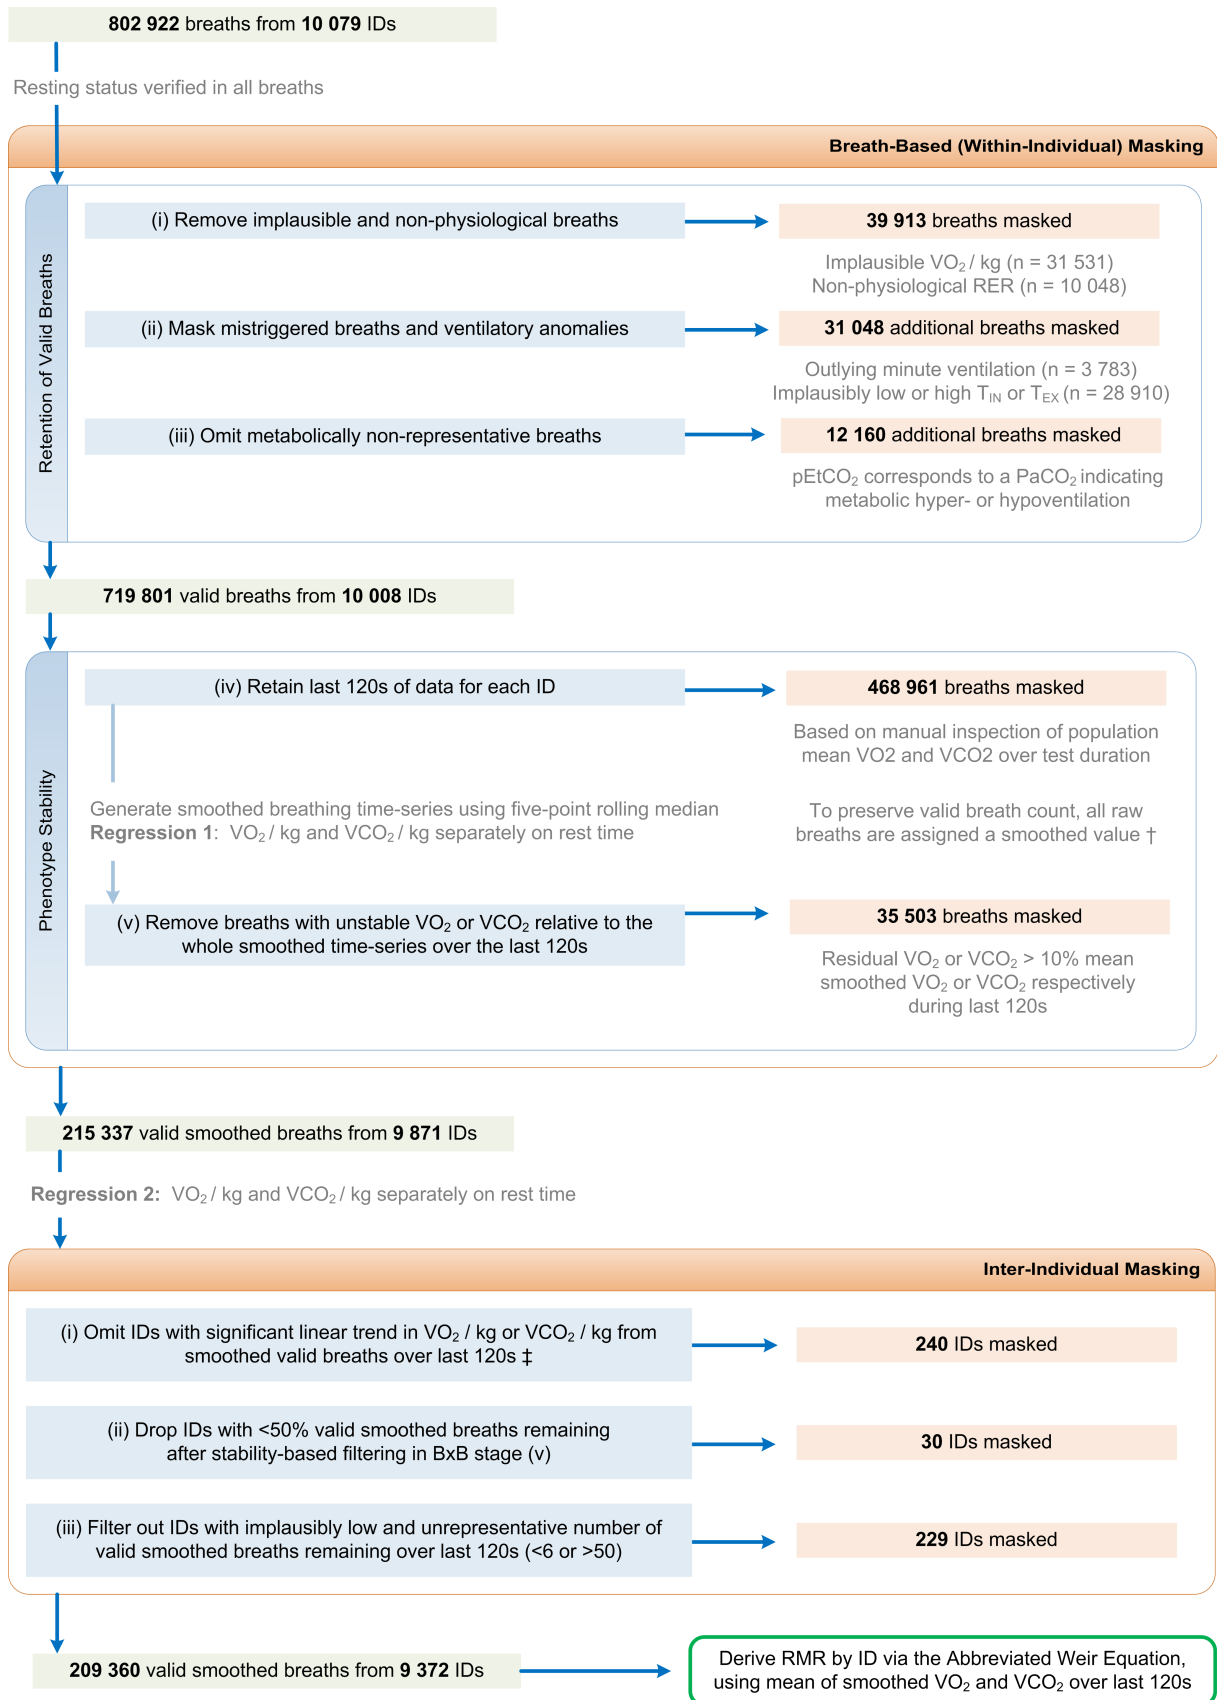 802 922 breaths from 10 079 IDs
Resting status verified in all breaths
Breath-Based (Within-Individual) Masking
Retention of Valid Breaths
(i) Remove implausible and non-physiological breaths
39 913 breaths masked
Implausible VO₂ / kg (n = 31 531)
Non-physiological RER (n = 10 048)
(ii) Mask mistriggered breaths and ventilatory anomalies
31 048 additional breaths masked
Outlying minute ventilation (n = 3 783)
Implausibly low or high T_IN or T_EX (n = 28 910)
(iii) Omit metabolically non-representative breaths
12 160 additional breaths masked
pEtCO₂ corresponds to a PaCO₂ indicating
metabolic hyper- or hypoventilation
719 801 valid breaths from 10 008 IDs
Phenotype Stability
(iv) Retain last 120s of data for each ID
468 961 breaths masked
Based on manual inspection of population
mean VO2 and VCO2 over test duration
Generate smoothed breathing time-series using five-point rolling median
Regression 1: VO₂ / kg and VCO₂ / kg separately on rest time
To preserve valid breath count, all raw
breaths are assigned a smoothed value †
(v) Remove breaths with unstable VO₂ or VCO₂ relative to the
whole smoothed time-series over the last 120s
35 503 breaths masked
Residual VO₂ or VCO₂ > 10% mean
smoothed VO₂ or VCO₂ respectively
during last 120s
215 337 valid smoothed breaths from 9 871 IDs
Regression 2: VO₂ / kg and VCO₂ / kg separately on rest time
Inter-Individual Masking
(i) Omit IDs with significant linear trend in VO₂ / kg or VCO₂ / kg from
smoothed valid breaths over last 120s ‡
240 IDs masked
(ii) Drop IDs with <50% valid smoothed breaths remaining
after stability-based filtering in BxB stage (v)
30 IDs masked
(iii) Filter out IDs with implausibly low and unrepresentative number of
valid smoothed breaths remaining over last 120s (<6 or >50)
229 IDs masked
209 360 valid smoothed breaths from 9 372 IDs
Derive RMR by ID via the Abbreviated Weir Equation,
using mean of smoothed VO₂ and VCO₂ over last 120s